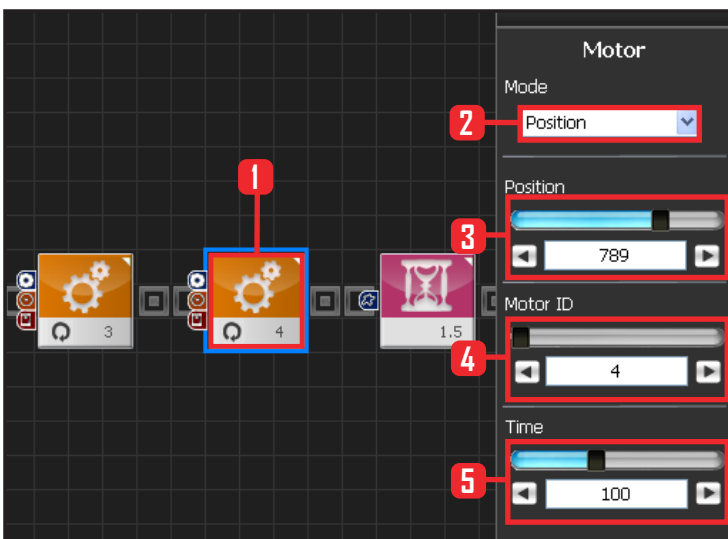 Motor
Mode
2
Position
1
Position
3
789
3
4
1.5
Motor ID
4
4
Time
5
100